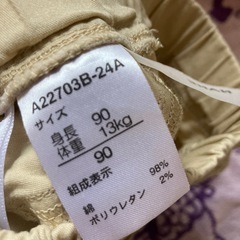 A22703B-24A
サイズ
身長 90
体重 13kg
90
組成表示
綿 98%
ポリウレタン 2%